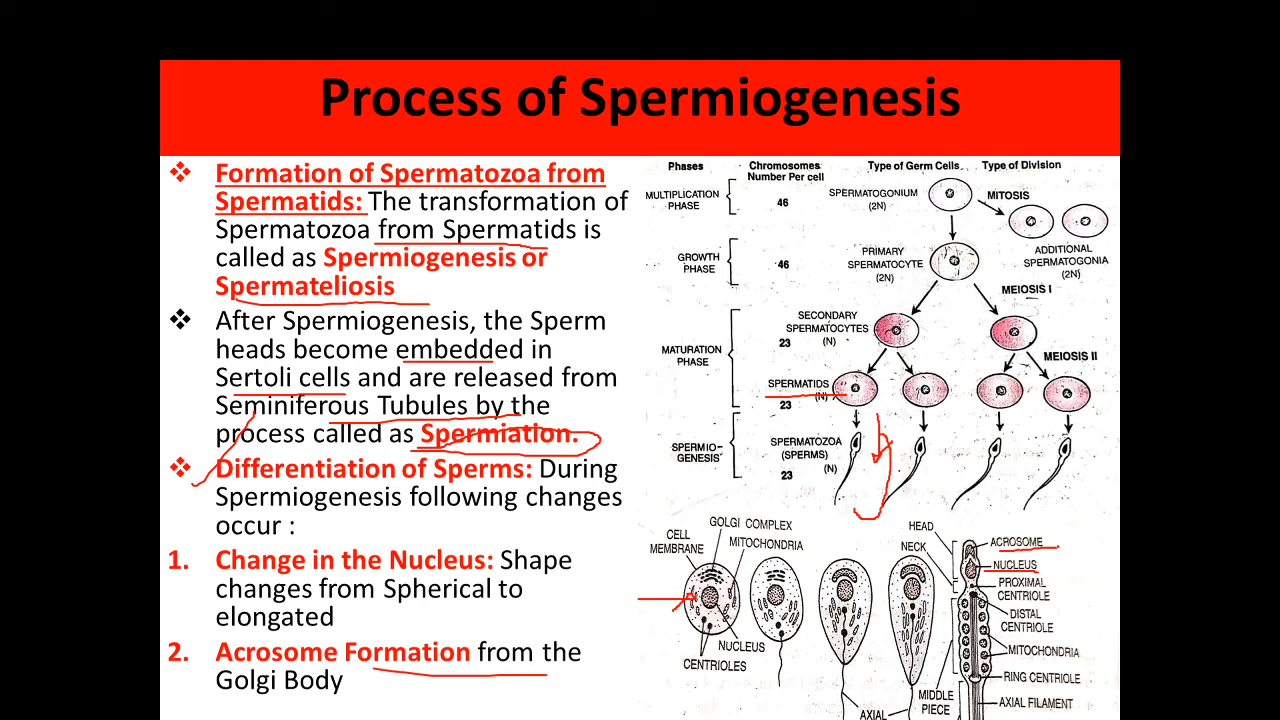 Process of Spermiogenesis
❖ Formation of Spermatozoa from
Spermatids: The transformation of
Spermatozoa from Spermatids is
called as Spermiogenesis or
Spermateliosis
❖ After Spermiogenesis, the Sperm
heads become embedded in
Sertoli cells and are released from
Seminiferous Tubules by the
process called as Spermiation.
❖ Differentiation of Sperms: During
Spermiogenesis following changes
occur :
1. Change in the Nucleus: Shape
changes from Spherical to
elongated
2. Acrosome Formation from the
Golgi Body
Phases
Chromosomes
Number Per cell
Type of Germ Cells
Type of Division
MULTIPLICATION
PHASE
46
SPERMATOGONIUM
(2N)
MITOSIS
ADDITIONAL
SPERMATOGONIA
(2N)
GROWTH
PHASE
46
PRIMARY
SPERMATOCYTE
(2N)
MEIOSIS I
MATURATION
PHASE
SECONDARY
SPERMATOCYTES
(N)
23
MEIOSIS II
SPERMATIDS
(N)
23
SPERMIO-
GENESIS
SPERMATOZOA
(SPERMS)
(N)
23
GOLGI COMPLEX
CELL
MEMBRANE
MITOCHONDRIA
NUCLEUS
CENTRIOLES
HEAD
NECK
ACROSOME
NUCLEUS
PROXIMAL
CENTRIOLE
DISTAL
CENTRIOLE
MITOCHONDRIA
RING CENTRIOLE
MIDDLE
PIECE
AXIAL FILAMENT
AXIAL